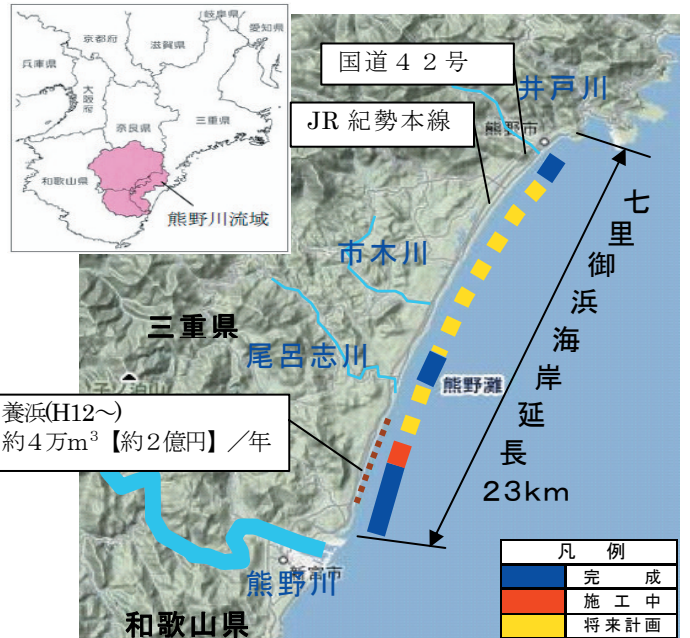 岐阜県
愛知県
京都府
滋賀県
兵庫県
大阪府
三重県
奈良県
和歌山県
熊野川流域
国道４２号
JR 紀勢本線
井戸川
熊野市
市木川
三重県
尾呂志川
子ノ泊山
熊野灘
七里御浜海岸延長
23km
養浜(H12～)
約４万m³【約２億円】／年
熊野川
新宮市
和歌山県
凡 例
完 成
施 工 中
将来計画